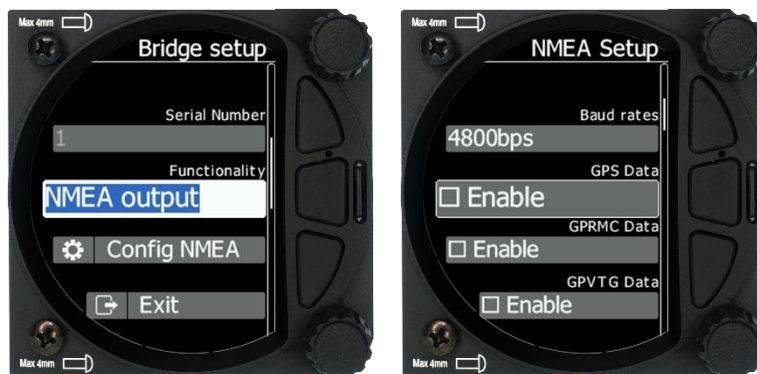 Max 4mm
Bridge setup
Serial Number
1
Functionality
NMEA output
Config NMEA
Exit
Max 4mm
Max 4mm
NMEA Setup
Baud rates
4800bps
GPS Data
Enable
GPRMC Data
Enable
GPVTG Data
Enable
Max 4mm